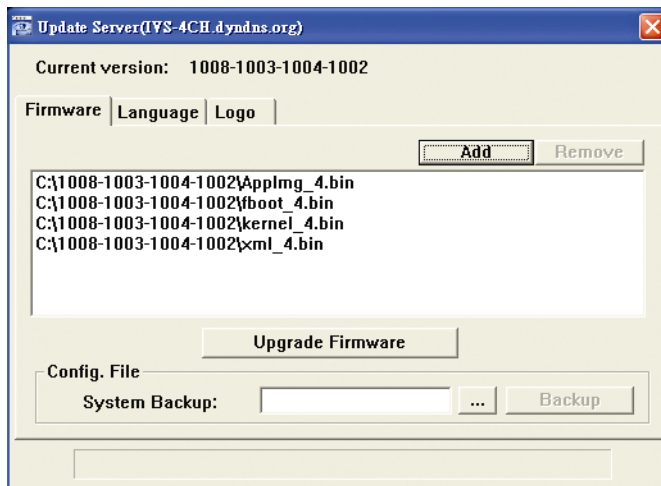 Update Server(IVS-4CH.dyndns.org)
Current version: 1008-1003-1004-1002
Firmware Language Logo
Add Remove
C:\1008-1003-1004-1002\AppImg_4.bin
C:\1008-1003-1004-1002\fboot_4.bin
C:\1008-1003-1004-1002\kernel_4.bin
C:\1008-1003-1004-1002\xml_4.bin
Upgrade Firmware
Config. File
System Backup: ... Backup